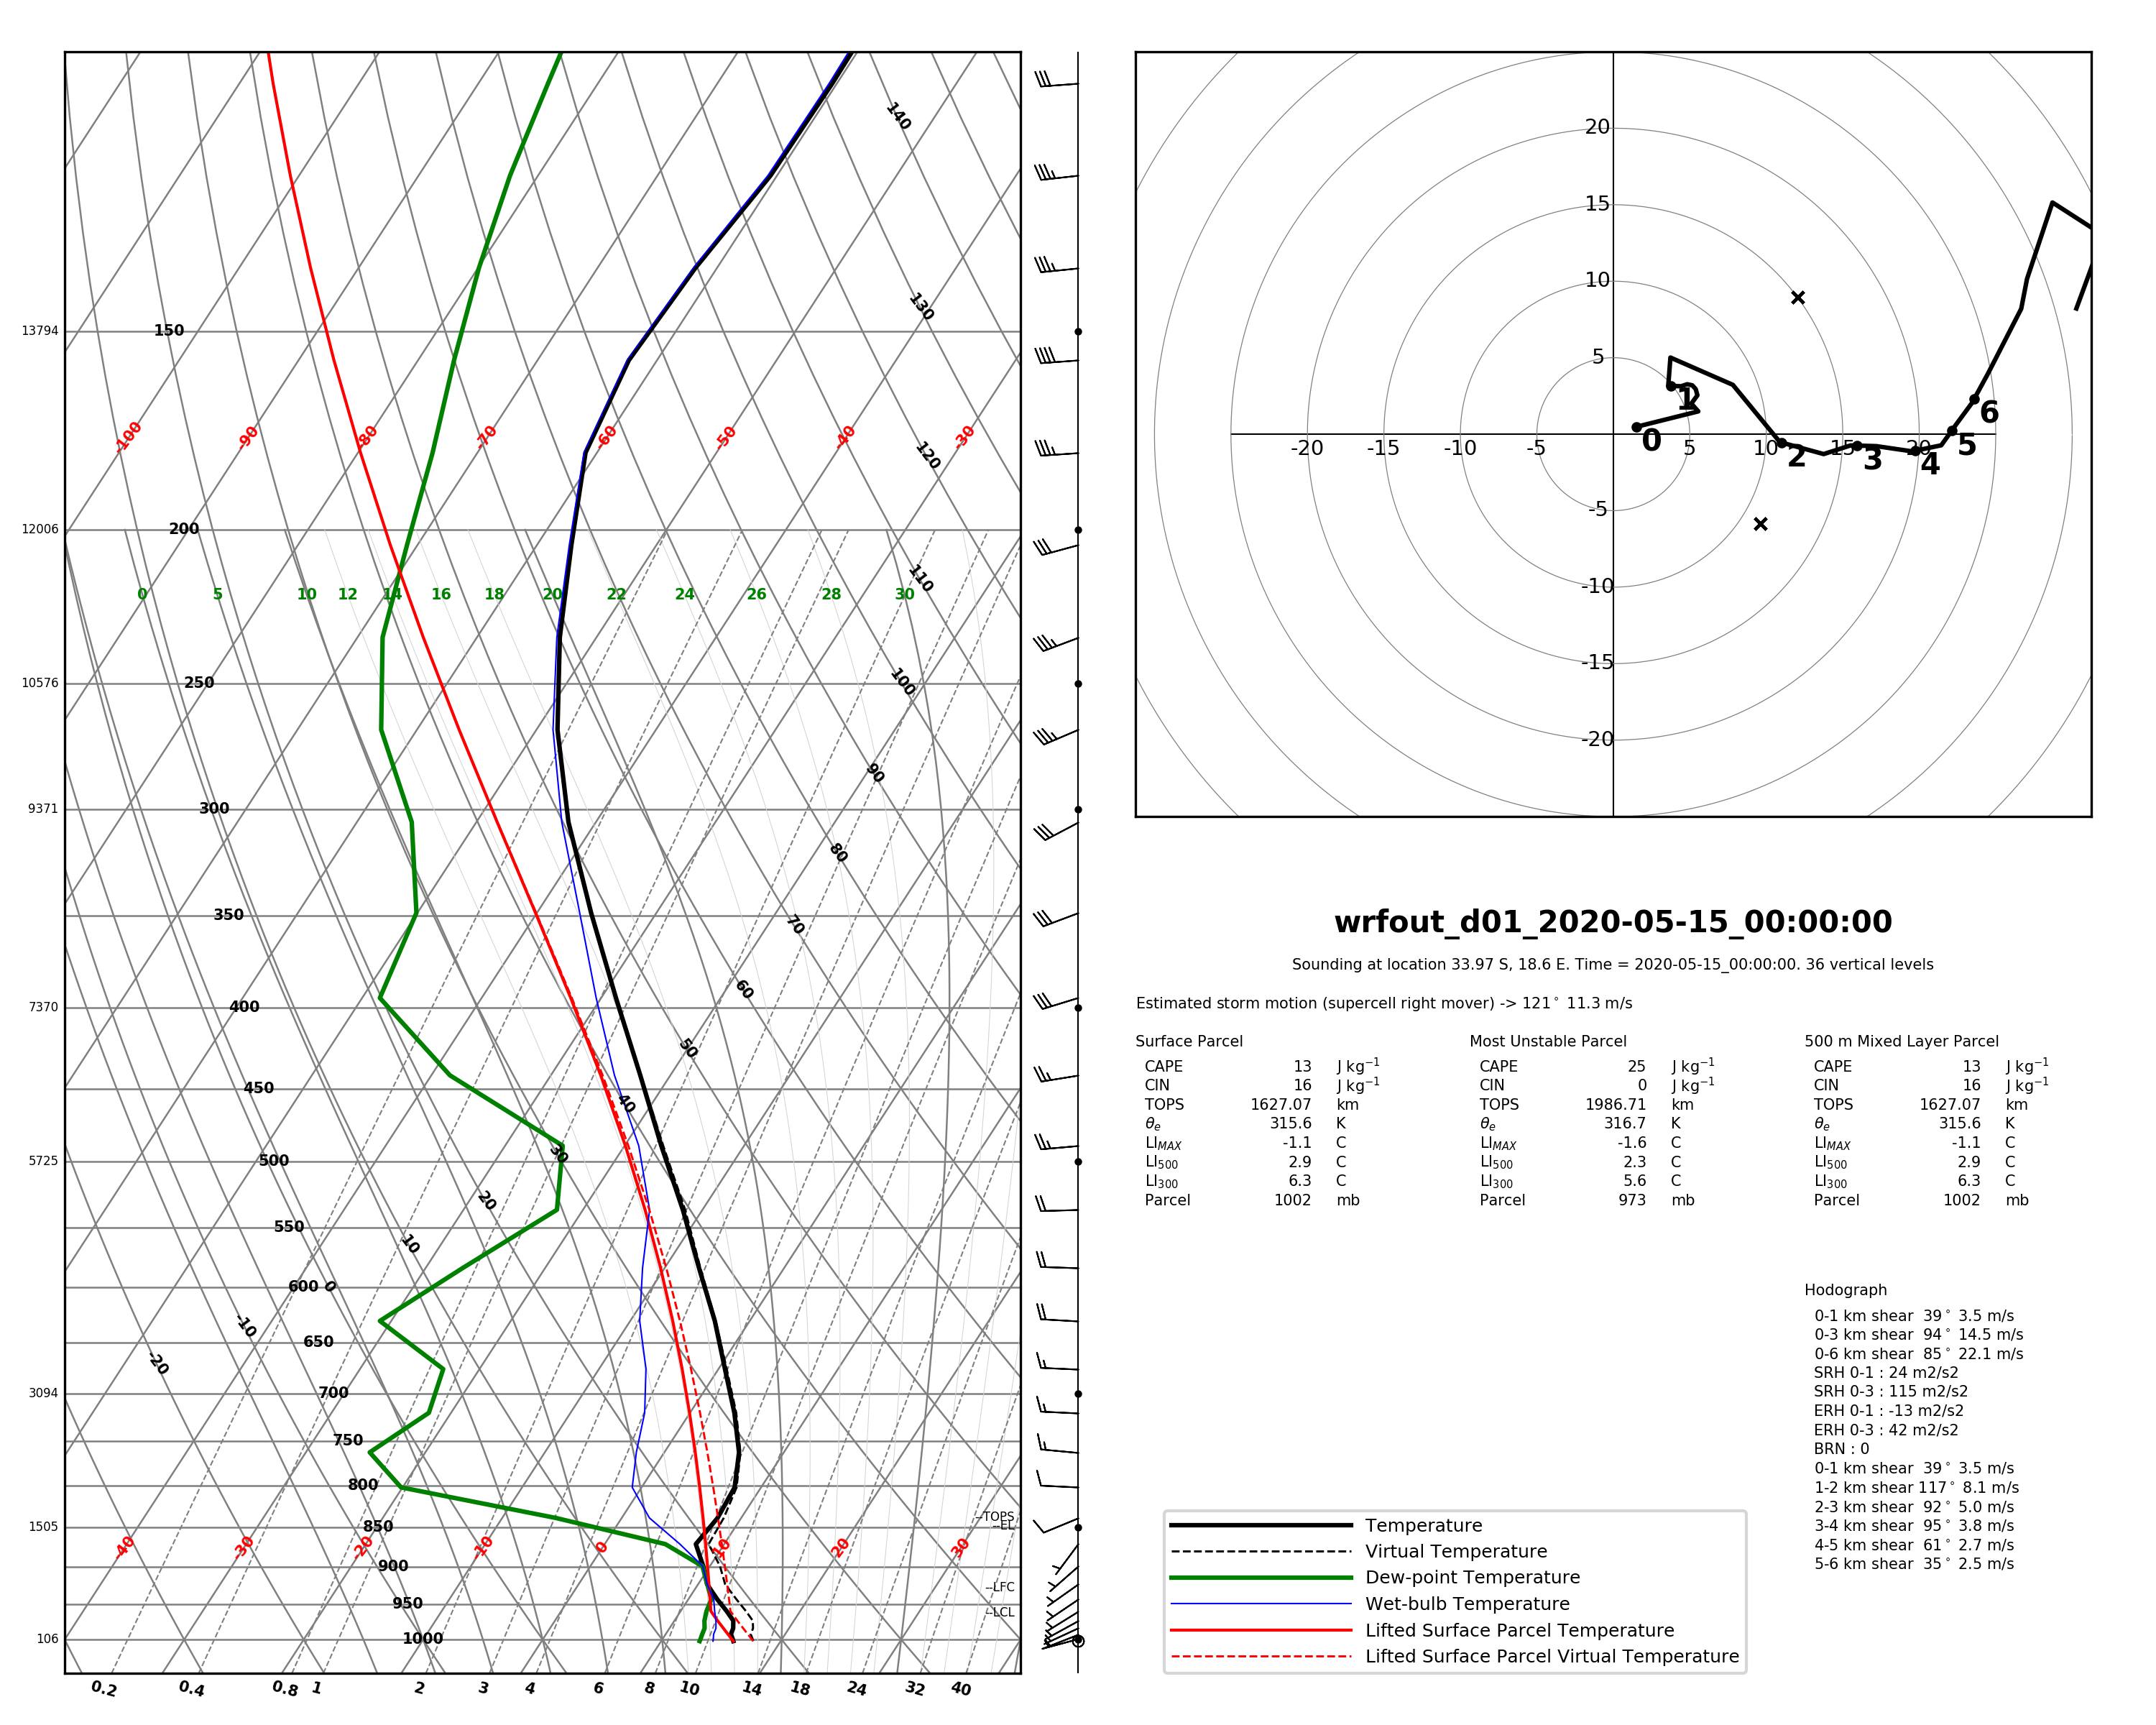 140
130
13794 150
-100 -90 -80 -70 -60 -50 -40 -30
120
12006 200
110
0 5 10 12 14 16 18 20 22 24 26 28 30
100
10576 250
90
9371 300
80
350
70
60
7370 400
50
450
40
30
5725 500
20
550
10
600 0
-10
650
-20
3094 700
750
800
--TOPS
--EL
1505 850
-40 -30 -20 -10 0 10 20 30
900
--LFC
950
--LCL
106 1000
0.2 0.4 0.8 1 2 3 4 6 8 10 14 18 24 32 40
20
15
10
5
-20 -15 -10 -5 5 10 15 20
-5
-10
-15
-20
0 1 2 3 4 5 6
wrfout_d01_2020-05-15_00:00:00
Sounding at location 33.97 S, 18.6 E. Time = 2020-05-15_00:00:00. 36 vertical levels
Estimated storm motion (supercell right mover) -> 121° 11.3 m/s
Surface Parcel
CAPE 13 J kg⁻¹
CIN 16 J kg⁻¹
TOPS 1627.07 km
θe 315.6 K
LIMAX -1.1 C
LI500 2.9 C
LI300 6.3 C
Parcel 1002 mb
Most Unstable Parcel
CAPE 25 J kg⁻¹
CIN 0 J kg⁻¹
TOPS 1986.71 km
θe 316.7 K
LIMAX -1.6 C
LI500 2.3 C
LI300 5.6 C
Parcel 973 mb
500 m Mixed Layer Parcel
CAPE 13 J kg⁻¹
CIN 16 J kg⁻¹
TOPS 1627.07 km
θe 315.6 K
LIMAX -1.1 C
LI500 2.9 C
LI300 6.3 C
Parcel 1002 mb
Hodograph
0-1 km shear 39° 3.5 m/s
0-3 km shear 94° 14.5 m/s
0-6 km shear 85° 22.1 m/s
SRH 0-1 : 24 m2/s2
SRH 0-3 : 115 m2/s2
ERH 0-1 : -13 m2/s2
ERH 0-3 : 42 m2/s2
BRN : 0
0-1 km shear 39° 3.5 m/s
1-2 km shear 117° 8.1 m/s
2-3 km shear 92° 5.0 m/s
3-4 km shear 95° 3.8 m/s
4-5 km shear 61° 2.7 m/s
5-6 km shear 35° 2.5 m/s
Temperature
Virtual Temperature
Dew-point Temperature
Wet-bulb Temperature
Lifted Surface Parcel Temperature
Lifted Surface Parcel Virtual Temperature